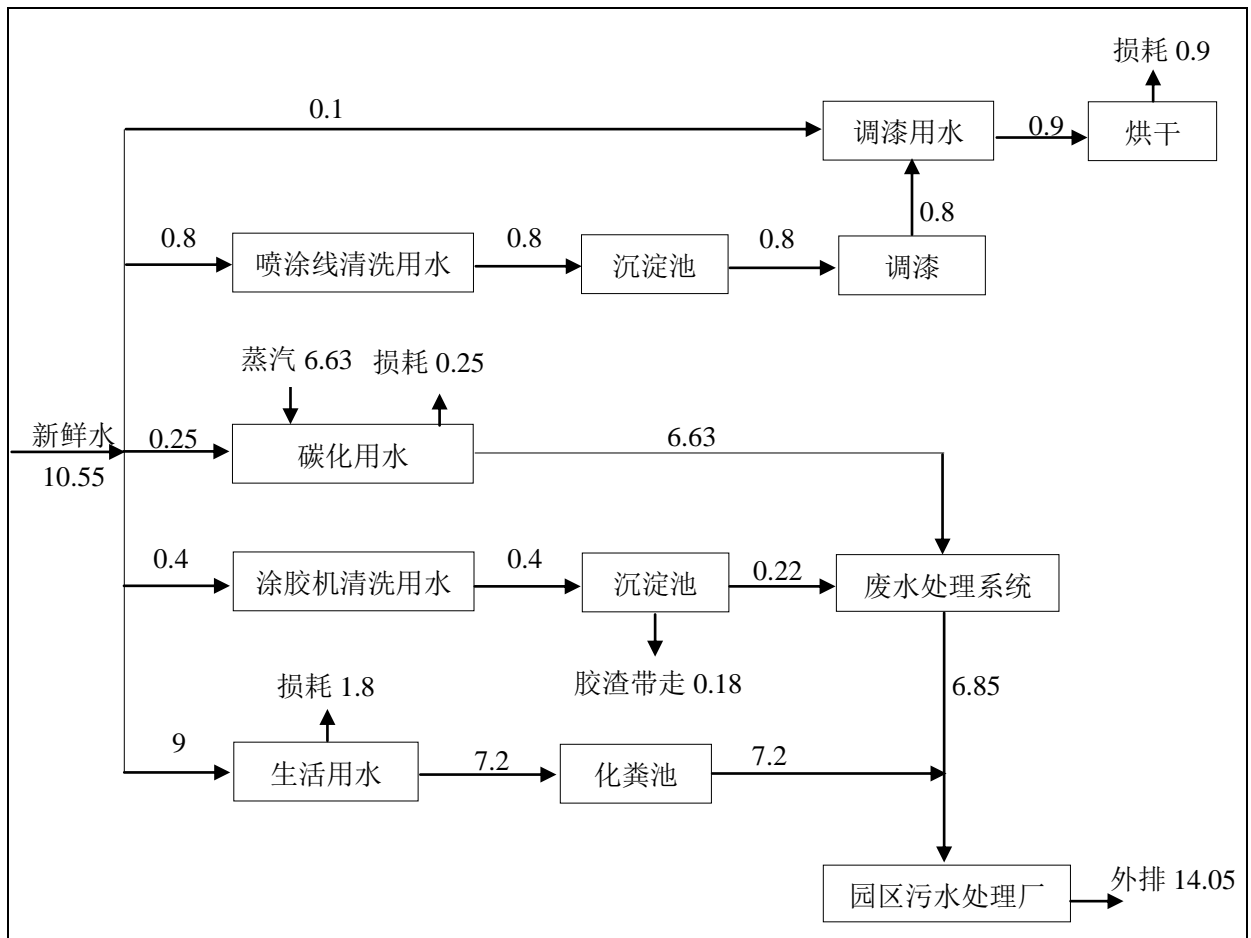 损耗 0.9
0.1
调漆用水
0.9
烘干
0.8
0.8
喷涂线清洗用水
0.8
沉淀池
0.8
调漆
蒸汽 6.63
损耗 0.25
新鲜水
10.55
0.25
碳化用水
6.63
0.4
涂胶机清洗用水
0.4
沉淀池
0.22
废水处理系统
胶渣带走 0.18
6.85
损耗 1.8
9
生活用水
7.2
化粪池
7.2
园区污水处理厂
外排 14.05